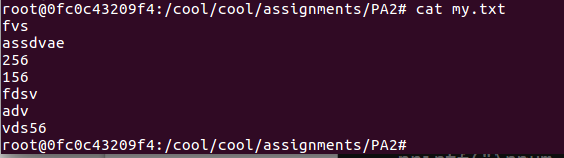 root@0fc0c43209f4:/cool/cool/assignments/PA2# cat my.txt
fvs
assdvae
256
156
fdsv
adv
vds56
root@0fc0c43209f4:/cool/cool/assignments/PA2#